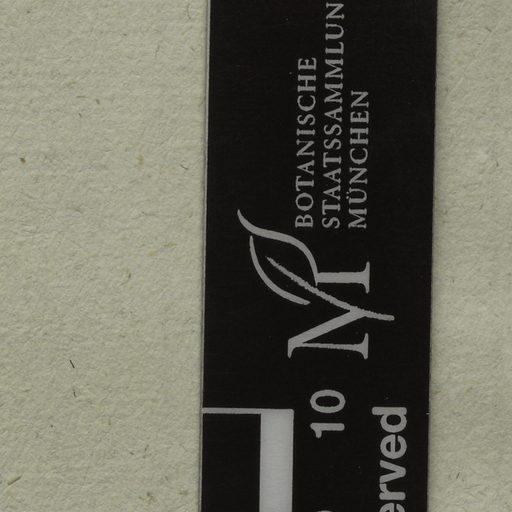 BOTANISCHE
STAATSSAMMLUN
MÜNCHEN
M
10
erved